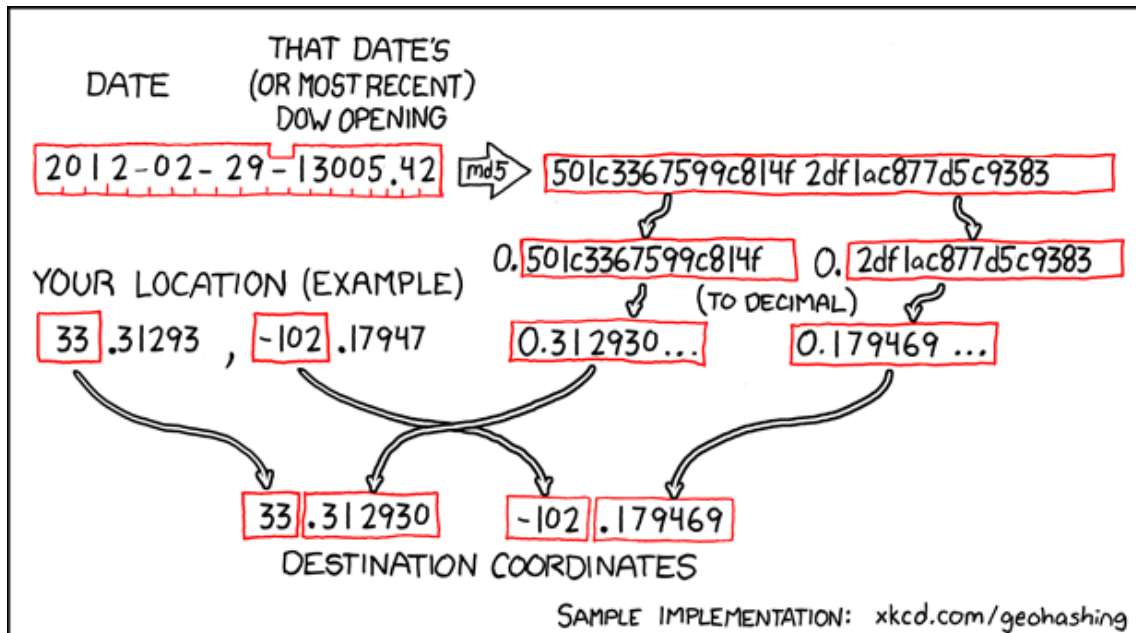 DATE
THAT DATE'S
(OR MOST RECENT)
DOW OPENING
2012-02-29-13005.42
md5
501c3367599c814f 2df1ac877d5c9383
0.501c3367599c814f
0. 2df1ac877d5c9383
YOUR LOCATION (EXAMPLE)
(TO DECIMAL)
33.31293, -102.17947
0.312930...
0.179469 ...
33.312930
-102.179469
DESTINATION COORDINATES
SAMPLE IMPLEMENTATION: xkcd.com/geohashing